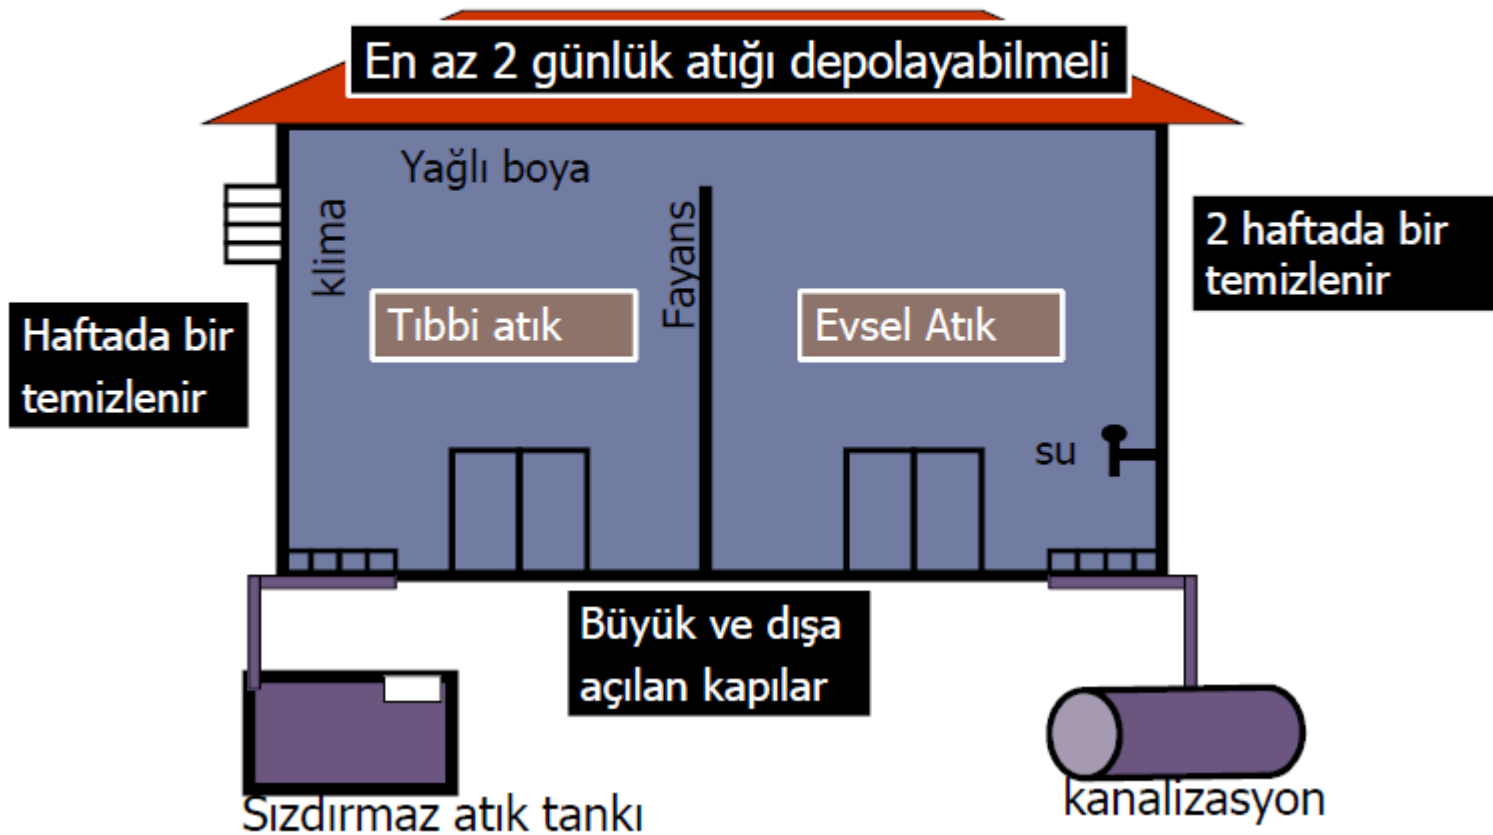 En az 2 günlük atığı depolayabilmeli
Yağlı boya
klima
Fayans
2 haftada bir
temizlenir
Haftada bir
temizlenir
Tıbbi atık
Evsel Atık
su
Büyük ve dışa
açılan kapılar
Sızdırmaz atık tankı
kanalizasyon